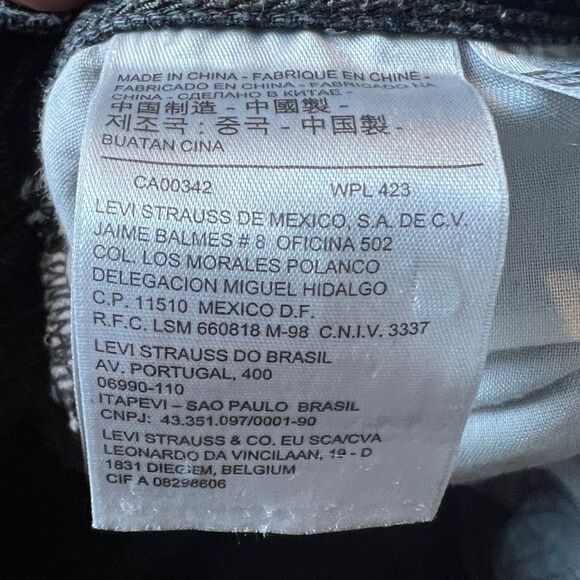 MADE IN CHINA - FABRIQUE EN CHINE -
FABRICADO EN CHINA - FABRICADO NA
CHINA - СДЕЛАНО В КИТАЕ -
中国制造 - 中國製 -
제조국 : 중국 - 中国製 -
BUATAN CINA
CA00342 WPL 423
LEVI STRAUSS DE MEXICO, S.A. DE C.V.
JAIME BALMES # 8 OFICINA 502
COL. LOS MORALES POLANCO
DELEGACION MIGUEL HIDALGO
C.P. 11510 MEXICO D.F.
R.F.C. LSM 660818 M-98 C.N.I.V. 3337
LEVI STRAUSS DO BRASIL
AV. PORTUGAL, 400
06990-110
ITAPEVI – SAO PAULO BRASIL
CNPJ: 43.351.097/0001-90
LEVI STRAUSS & CO. EU SCA/CVA
LEONARDO DA VINCILAAN, 19 - D
1831 DIEGEM, BELGIUM
CIF A 08298606